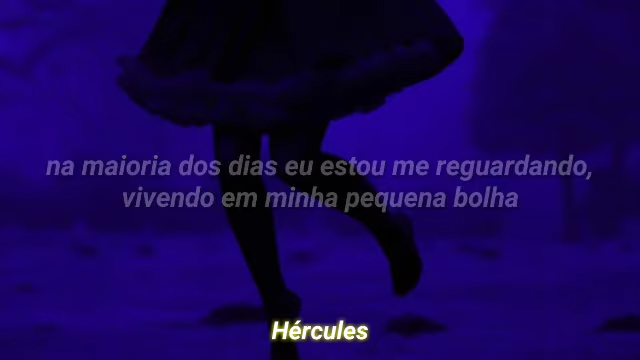 na maioria dos dias eu estou me reguardando,
vivendo em minha pequena bolha
Hércules